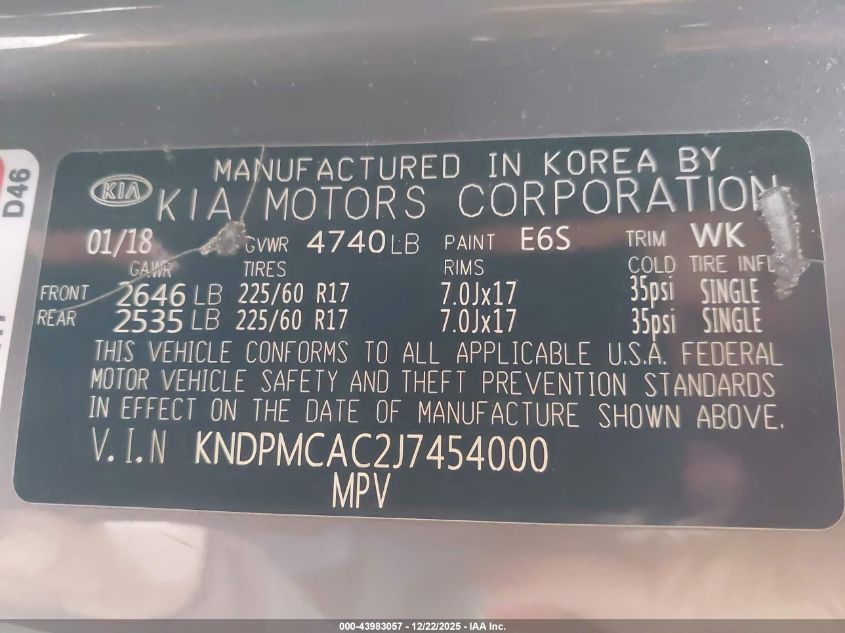 MANUFACTURED IN KOREA BY
KIA KIA MOTORS CORPORATION
01/18 GVWR 4740 LB PAINT E6S TRIM WK
GAWR TIRES RIMS COLD TIRE INFL
FRONT 2646 LB 225/60 R17 7.0Jx17 35psi SINGLE
REAR 2535 LB 225/60 R17 7.0Jx17 35psi SINGLE
THIS VEHICLE CONFORMS TO ALL APPLICABLE U.S.A. FEDERAL
MOTOR VEHICLE SAFETY AND THEFT PREVENTION STANDARDS
IN EFFECT ON THE DATE OF MANUFACTURE SHOWN ABOVE.
V.I.N KNDPMCAC2J7454000
MPV
D46
000-43983057 - 12/22/2025 - IAA Inc.